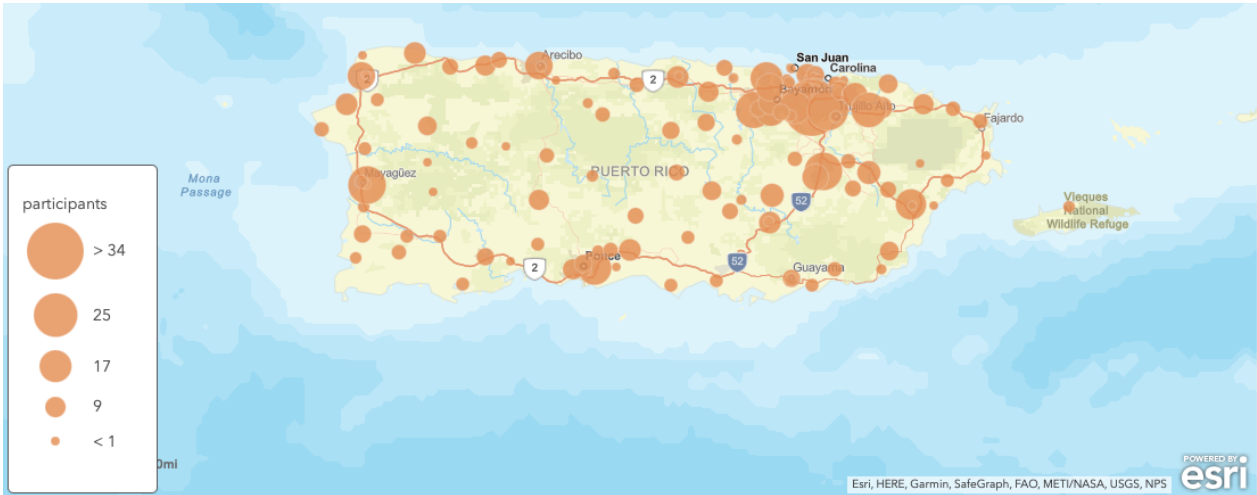 San Juan
Carolina
Arecibo
2
2
Bayamon
Trujillo Alto
Fajardo
PUERTO RICO
Mayagüez
Mona
Passage
52
Vieques
National
Wildlife Refuge
Ponce
2
52
Guayama
participants
> 34
25
17
9
< 1
0mi
Esri, HERE, Garmin, SafeGraph, FAO, METI/NASA, USGS, NPS
POWERED BY
esri